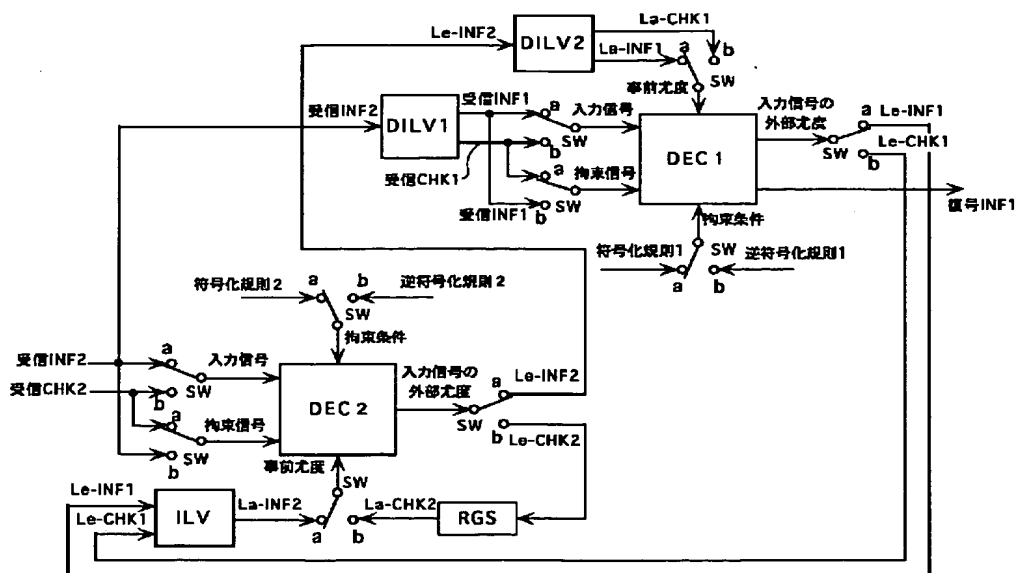 La-CHK1
Le-INF2
DILV2
La-INF1
a
b
SW
事前尤度
受信INF2
DILV1
受信INF1
a
入力信号
SW
b
受信CHK1
a
拘束信号
SW
b
受信INF1
DEC1
入力信号の
外部尤度
a
Le-INF1
SW
b
Le-CHK1
復号INF1
拘束条件
符号化規則1
SW
逆符号化規則1
a
b
符号化規則2
a
b
逆符号化規則2
SW
拘束条件
受信INF2
a
入力信号
受信CHK2
b
SW
a
拘束信号
SW
b
DEC2
入力信号の
外部尤度
a
Le-INF2
SW
b
Le-CHK2
事前尤度
SW
Le-INF1
Le-CHK1
ILV
La-INF2
a
b
La-CHK2
RGS